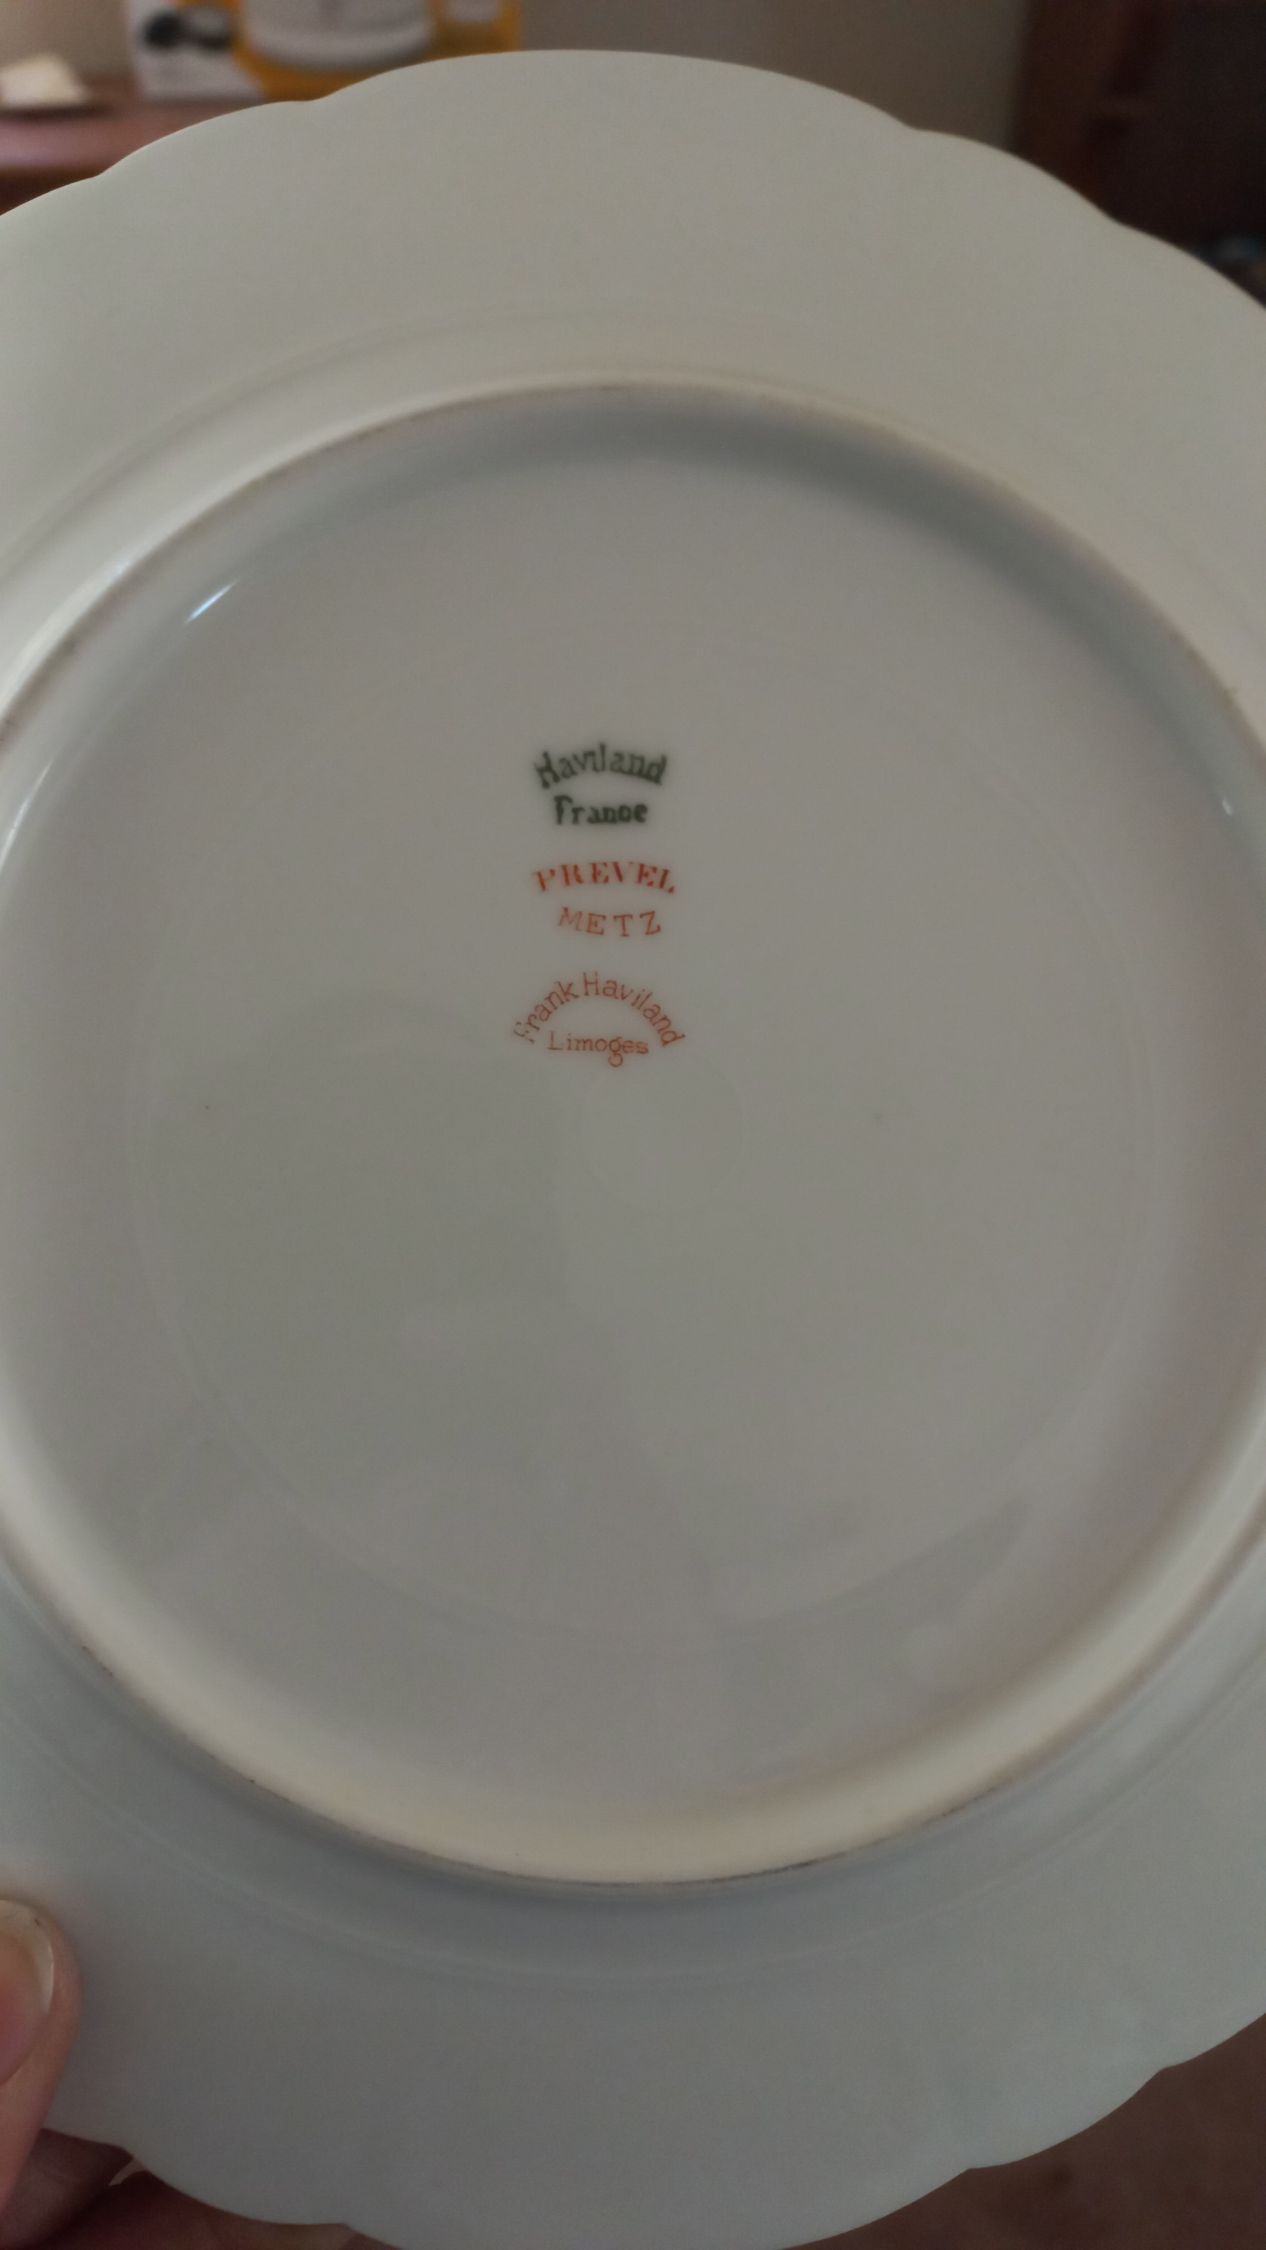 Haviland
France
PREVEL
METZ
Frank Haviland
Limoges